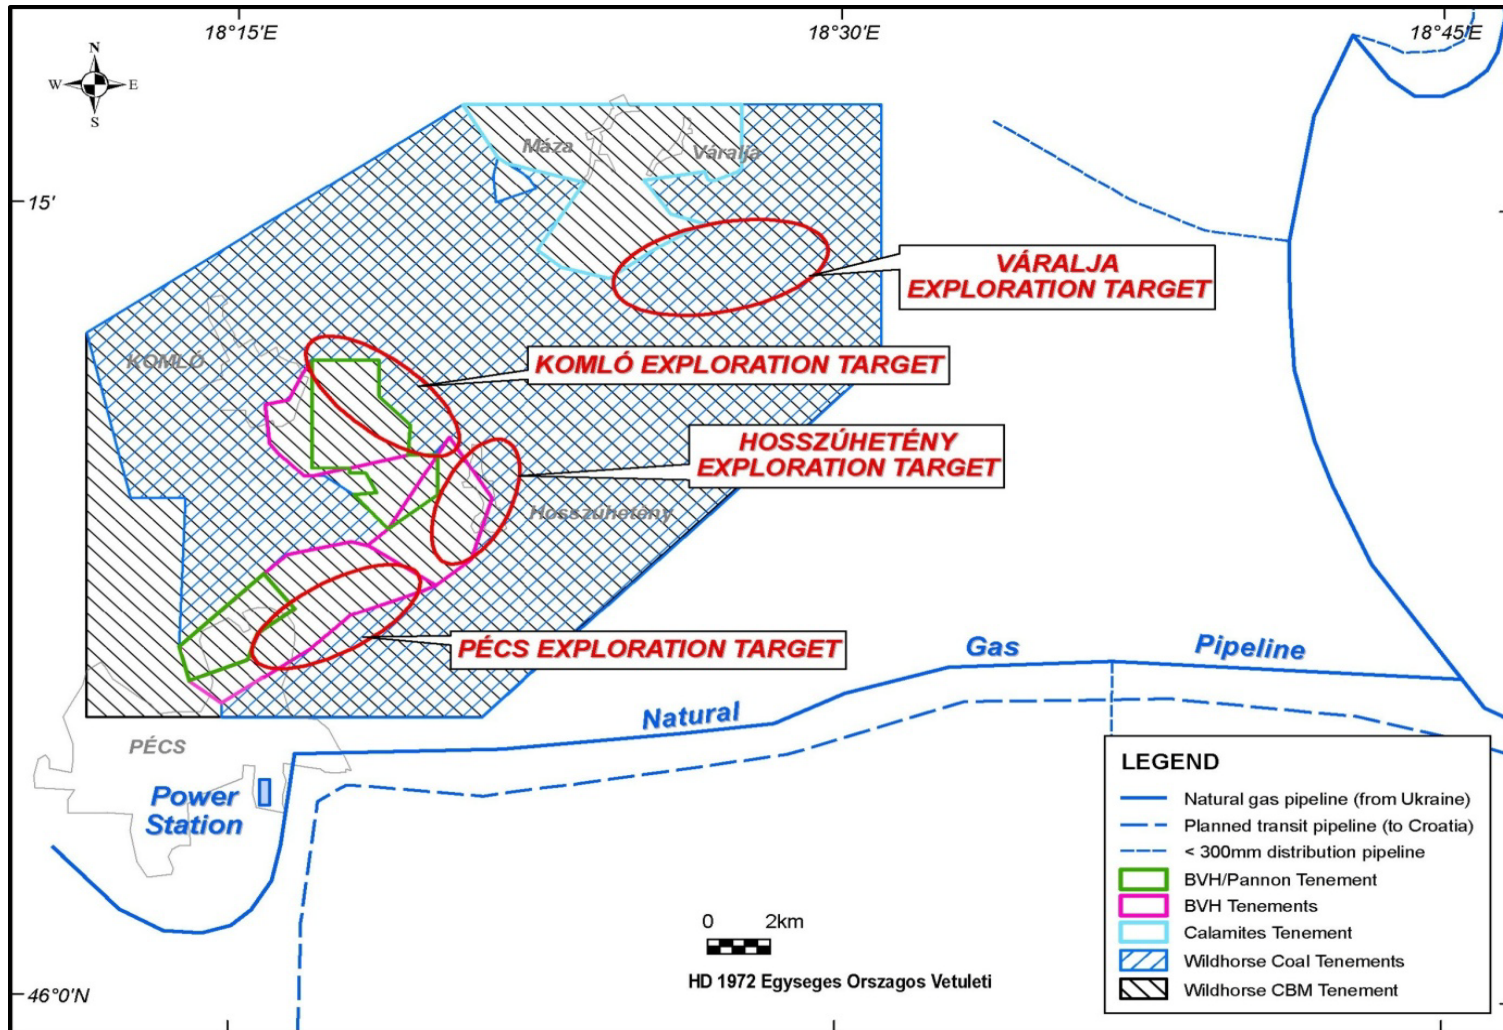 18°15'E
18°30'E
18°45'E
N
W
E
S
Máza
Váralja
15'
VÁRALJA
EXPLORATION TARGET
KOMLÓ
KOMLÓ EXPLORATION TARGET
HOSSZÚHETÉNY
EXPLORATION TARGET
Hosszúhetény
PÉCS EXPLORATION TARGET
Natural
Gas
Pipeline
PÉCS
Power
Station
LEGEND
Natural gas pipeline (from Ukraine)
Planned transit pipeline (to Croatia)
< 300mm distribution pipeline
BVH/Pannon Tenement
BVH Tenements
Calamites Tenement
Wildhorse Coal Tenements
Wildhorse CBM Tenement
0 2km
HD 1972 Egyseges Orszagos Vetuleti
46°0'N